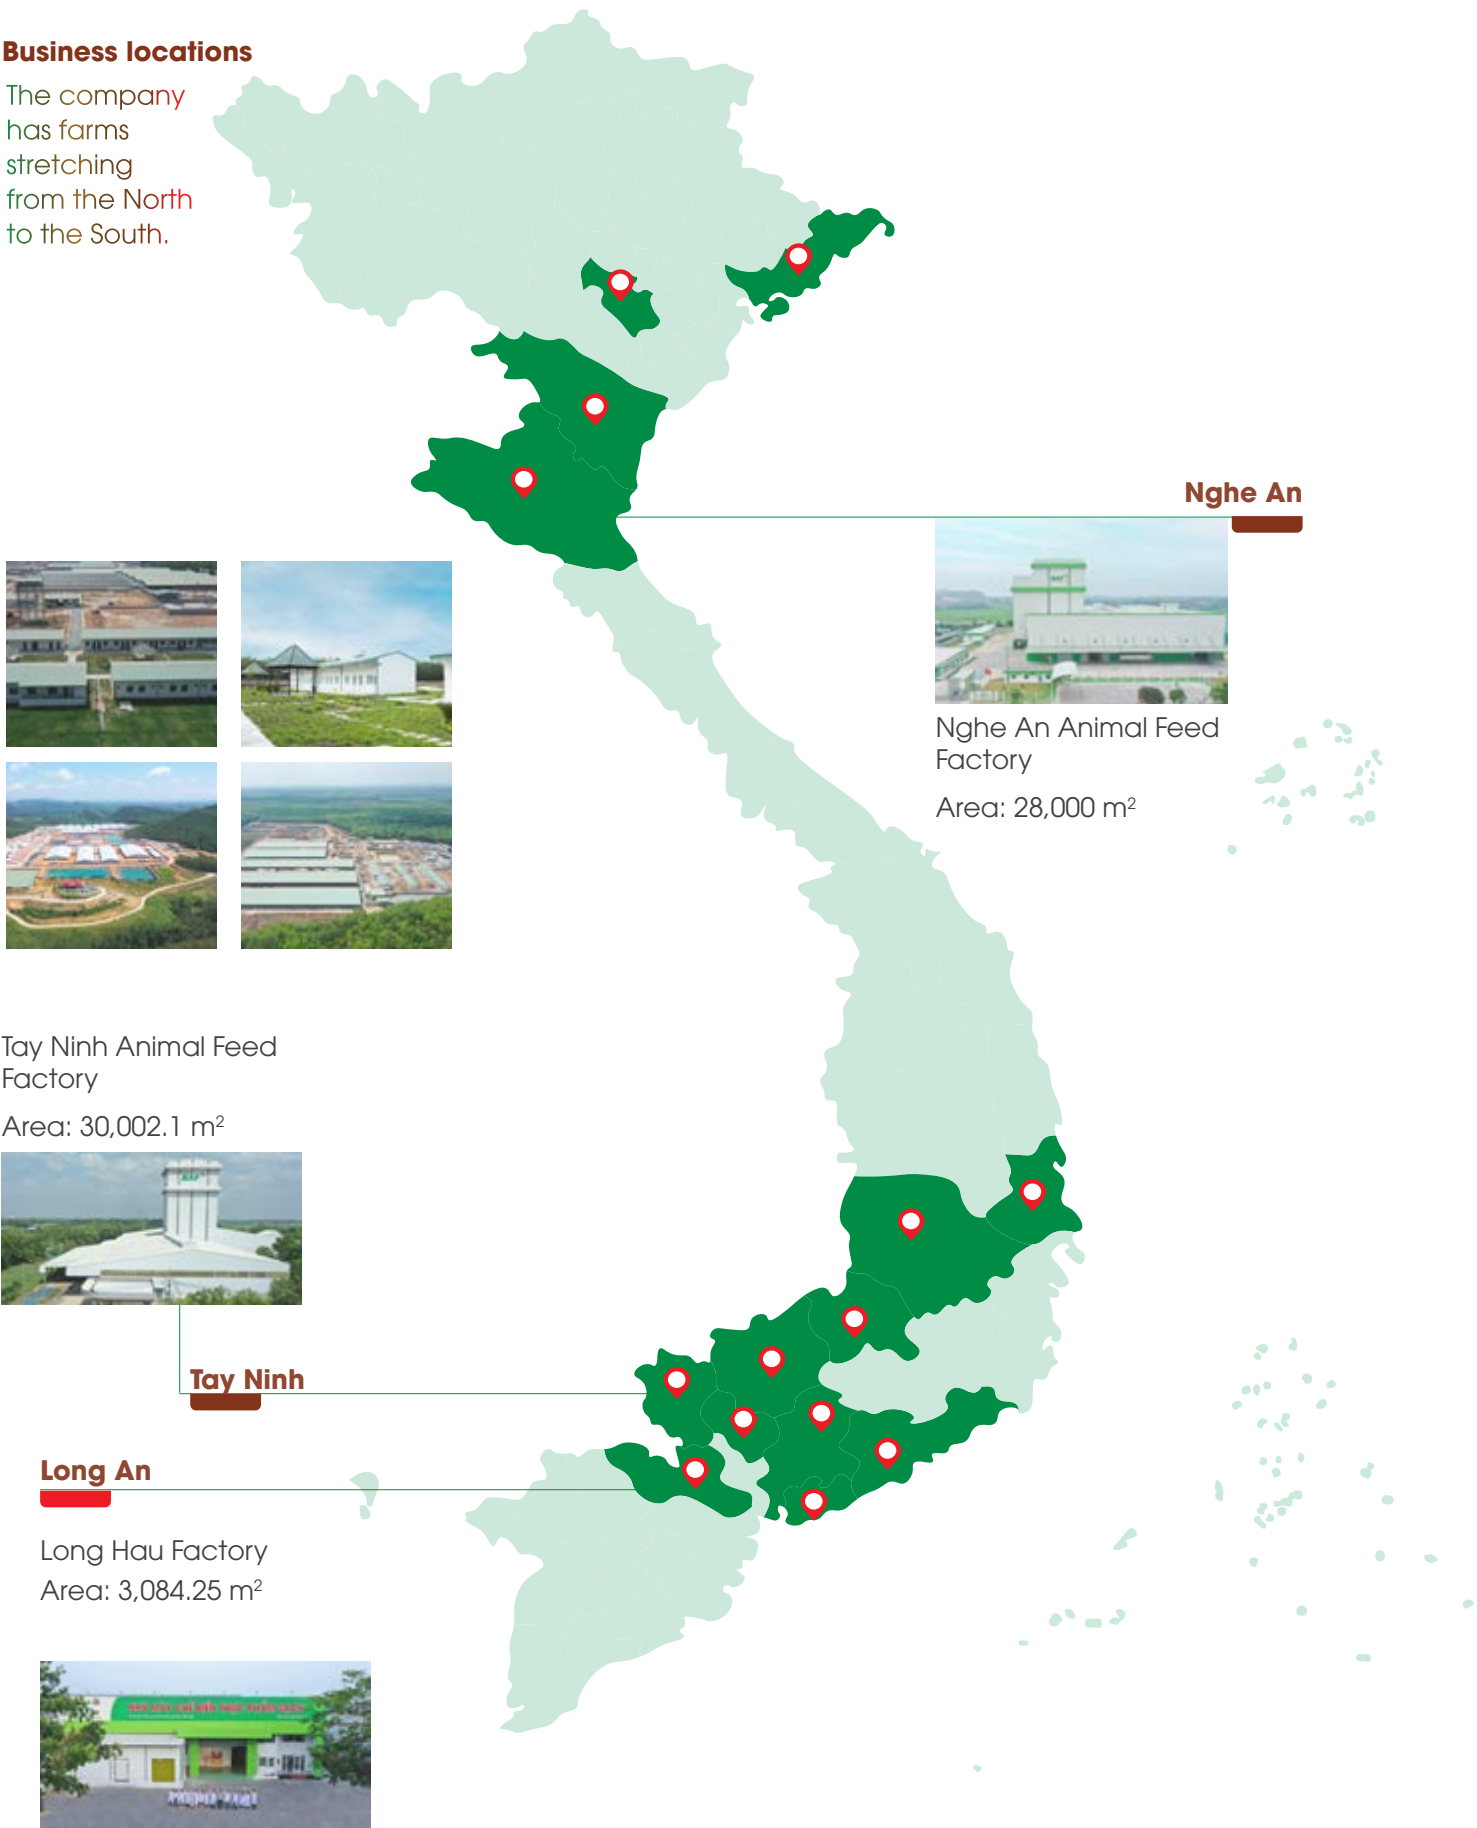 Business locations
The company
has farms
stretching
from the North
to the South.
Nghe An
Nghe An Animal Feed
Factory
Area: 28,000 m²
Tay Ninh Animal Feed
Factory
Area: 30,002.1 m²
BAF
Tay Ninh
Long An
Long Hau Factory
Area: 3,084.25 m²